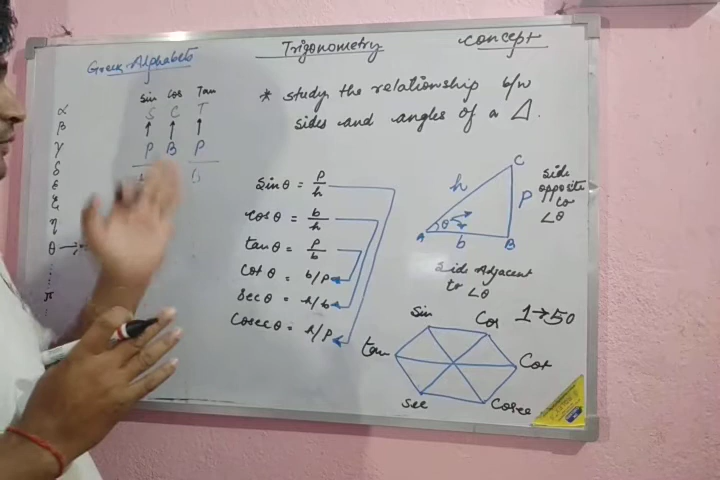 Greek Alphabets
Trigonometry
concept
sin cos Tan
S C T
P B P
α
β
γ
δ
ε
ξ
η
θ
π
* study the relationship b/w
sides and angles of a Δ.
sinθ = P/h
cosθ = b/h
tanθ = P/b
cotθ = b/P
secθ = h/b
cosecθ = h/P
C
h
P
A
θ
b
B
side
opposite
to
∠θ
side Adjacent
to ∠θ
sin
Cos
1→50
tan
Cot
sec
Cosec